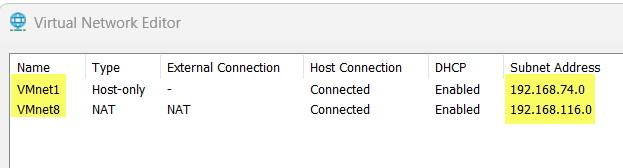 Virtual Network Editor
Name Type External Connection Host Connection DHCP Subnet Address
VMnet1 Host-only - Connected Enabled 192.168.74.0
VMnet8 NAT NAT Connected Enabled 192.168.116.0